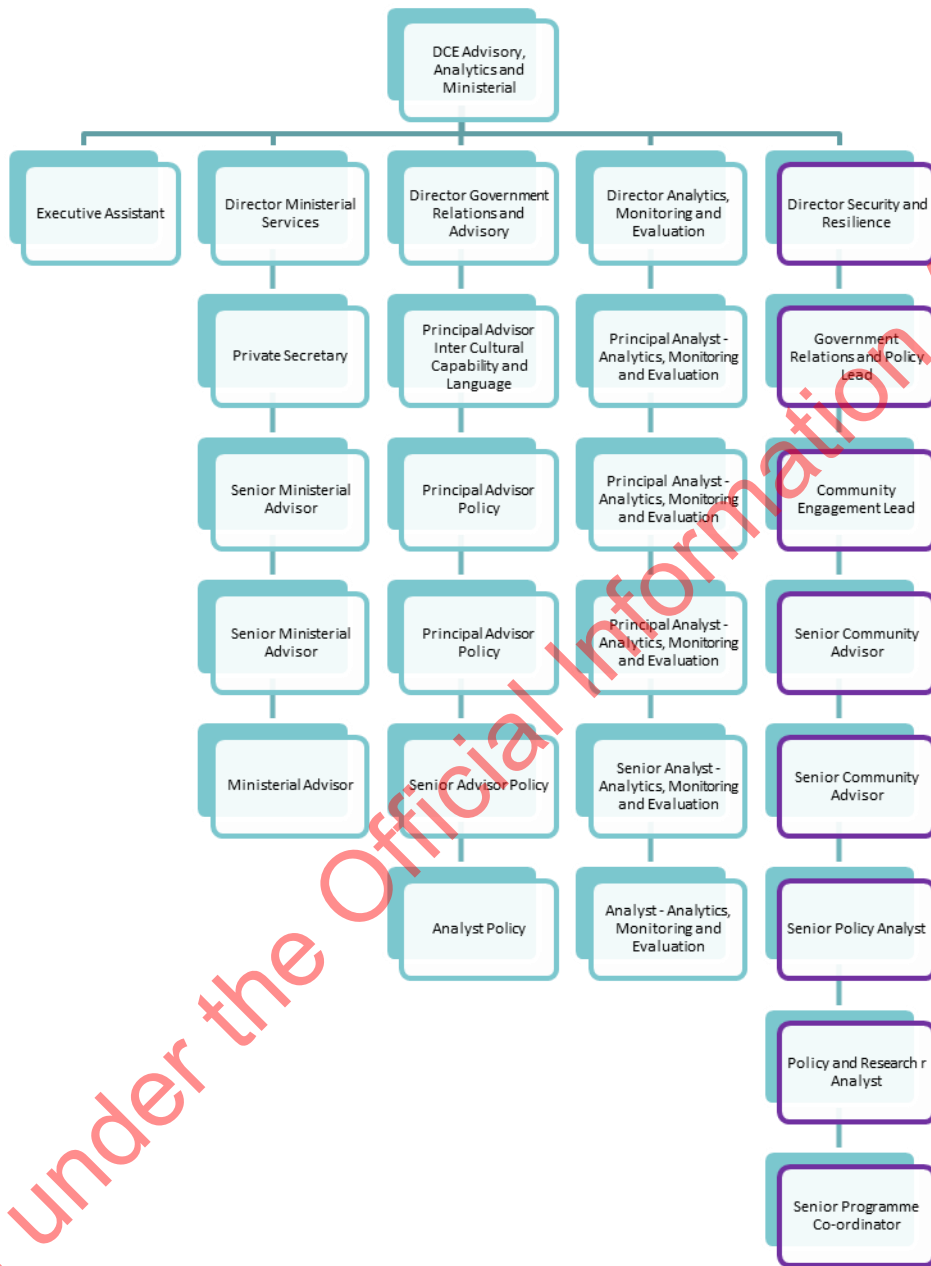 DCE Advisory,
Analytics and
Ministerial
Executive Assistant
Director Ministerial
Services
Director Government
Relations and
Advisory
Director Analytics,
Monitoring and
Evaluation
Director Security and
Resilience
Private Secretary
Principal Advisor
Inter Cultural
Capability and
Language
Principal Analyst -
Analytics, Monitoring
and Evaluation
Government
Relations and Policy
Lead
Senior Ministerial
Advisor
Principal Advisor
Policy
Principal Analyst -
Analytics, Monitoring
and Evaluation
Community
Engagement Lead
Senior Ministerial
Advisor
Principal Advisor
Policy
Principal Analyst -
Analytics, Monitoring
and Evaluation
Senior Community
Advisor
Ministerial Advisor
Senior Advisor Policy
Senior Analyst -
Analytics, Monitoring
and Evaluation
Senior Community
Advisor
Analyst Policy
Analyst - Analytics,
Monitoring and
Evaluation
Senior Policy Analyst
Policy and Research r
Analyst
Senior Programme
Co-ordinator
under the Official Information